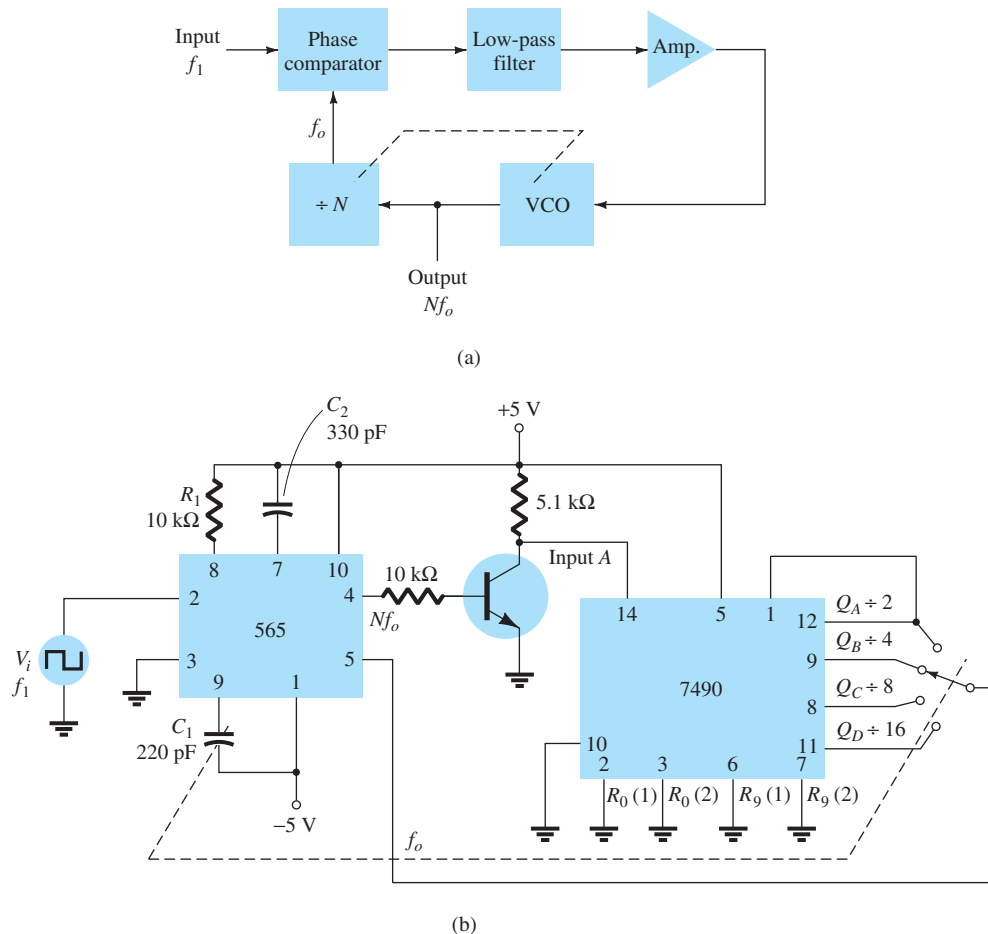 Input
f1
Phase
comparator
Low-pass
filter
Amp.
fo
÷ N
VCO
Output
Nfo
(a)
C2
330 pF
+5 V
R1
10 kΩ
5.1 kΩ
Input A
8
7
10
10 kΩ
2
4
Nfo
565
3
5
9
1
Vi
f1
C1
220 pF
−5 V
fo
14
5
1
12
QA ÷ 2
QB ÷ 4
9
7490
QC ÷ 8
8
QD ÷ 16
11
10
2
3
6
7
R0 (1)
R0 (2)
R9 (1)
R9 (2)
(b)